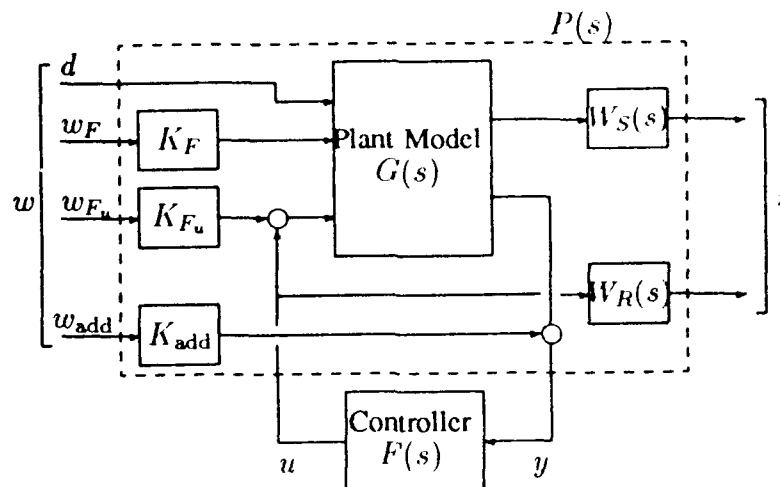 P(s)
d
w_F
K_F
Plant Model
G(s)
W_S(s)
w
w_{F_u}
K_{F_u}
W_R(s)
w_add
K_add
Controller
F(s)
u
y